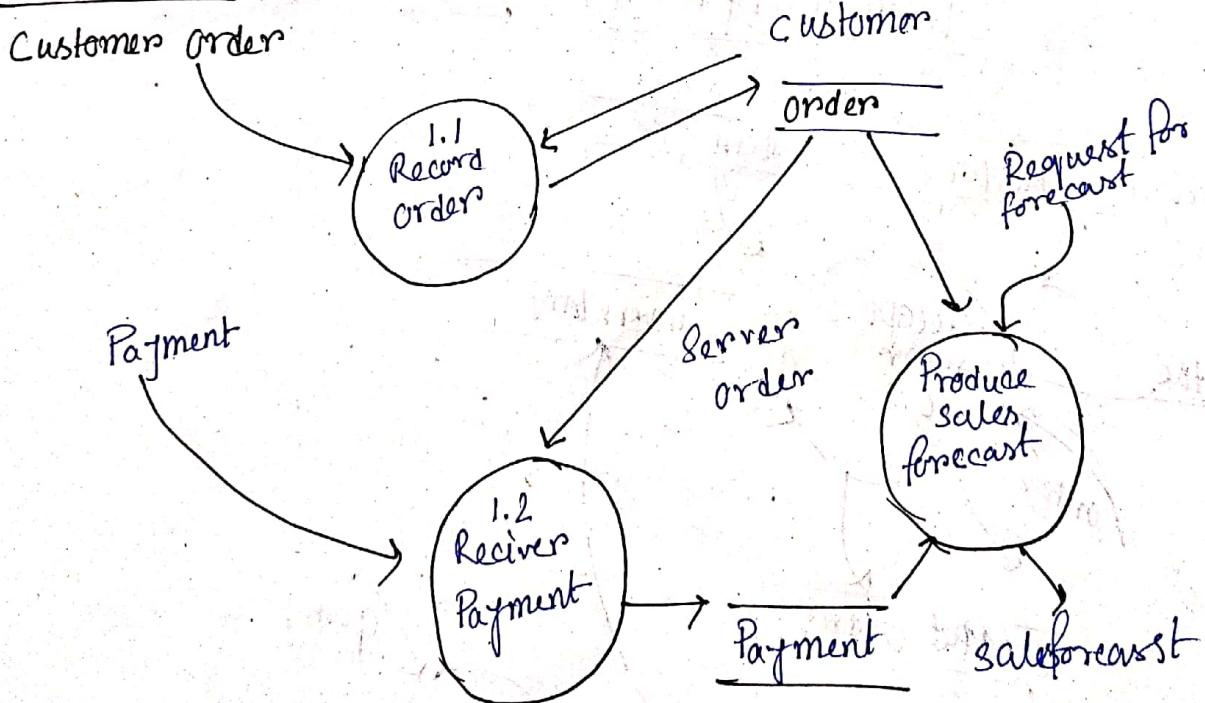 Customer order
Customer
order
1.1
Record
order
Request for
forecast
Payment
Server
order
Produce
sales
forecast
1.2
Reciver
Payment
Payment
salesforecasst